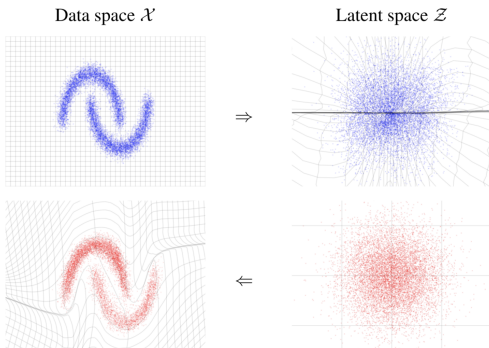 Data space 𝒳
Latent space 𝒵
⇒
⇐